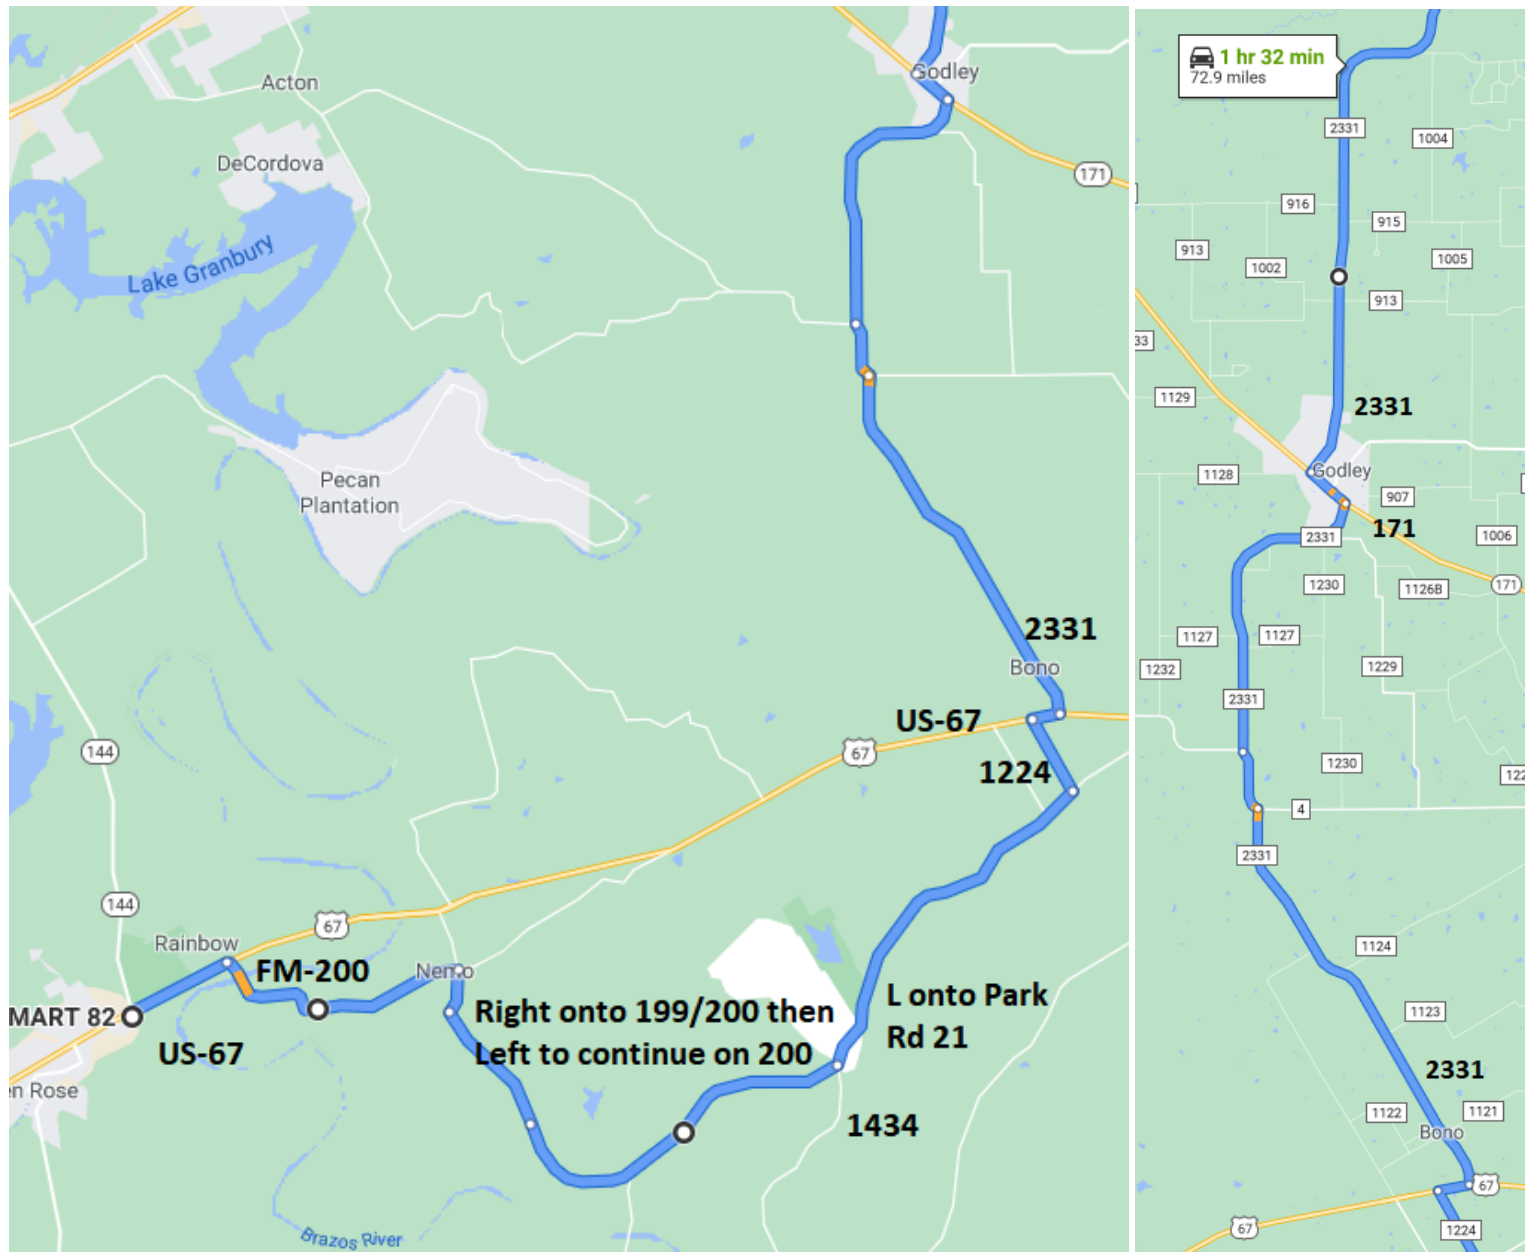 Acton
Godley
DeCordova
171
Lake Granbury
Pecan
Plantation
2331
Bono
US-67
67
1224
144
144
67
Rainbow
FM-200
Nemo
MART 82
US-67
Right onto 199/200 then
Left to continue on 200
L onto Park
Rd 21
en Rose
1434
Brazos River
1 hr 32 min
72.9 miles
2331
1004
916
915
913
1002
1005
913
33
1129
2331
Godley
1128
907
171
2331
1006
1230
1126B
171
1127
1127
1232
1229
2331
1230
122
4
2331
1124
1123
2331
1122
1121
Bono
67
67
1224